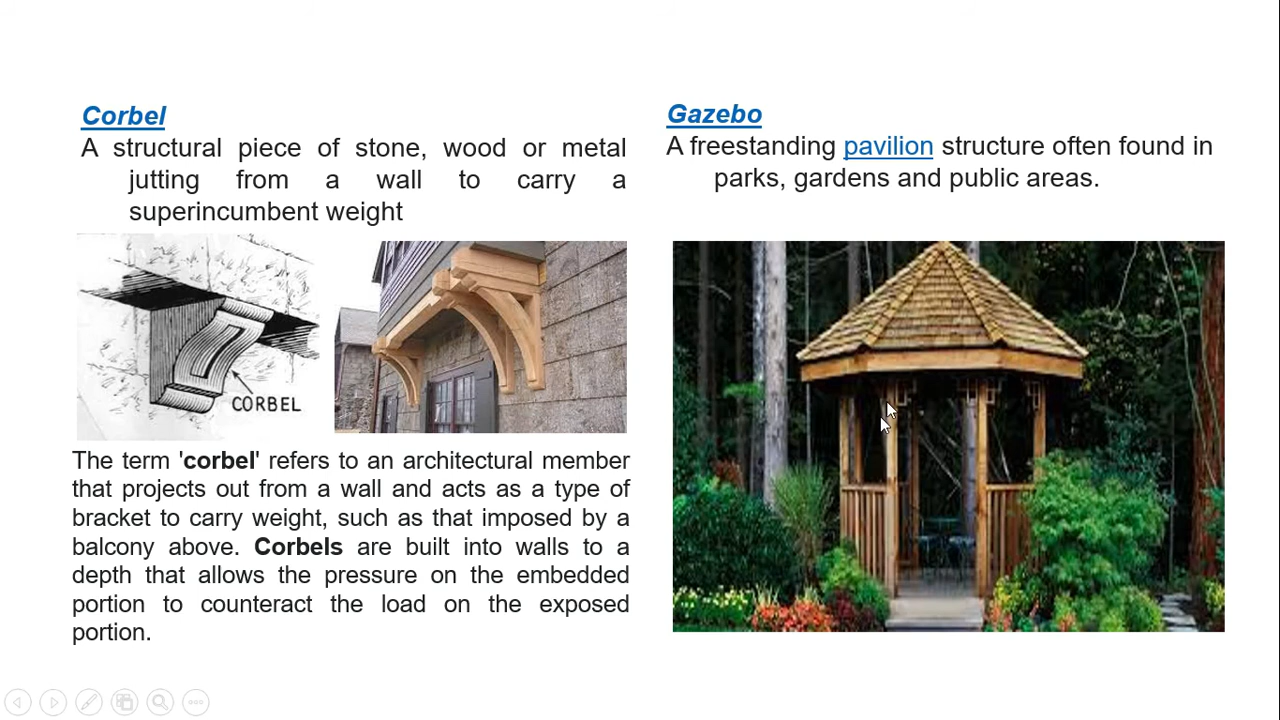 Corbel
A structural piece of stone, wood or metal
jutting from a wall to carry a
superincumbent weight
CORBEL
The term 'corbel' refers to an architectural member
that projects out from a wall and acts as a type of
bracket to carry weight, such as that imposed by a
balcony above. Corbels are built into walls to a
depth that allows the pressure on the embedded
portion to counteract the load on the exposed
portion.
Gazebo
A freestanding pavilion structure often found in
parks, gardens and public areas.